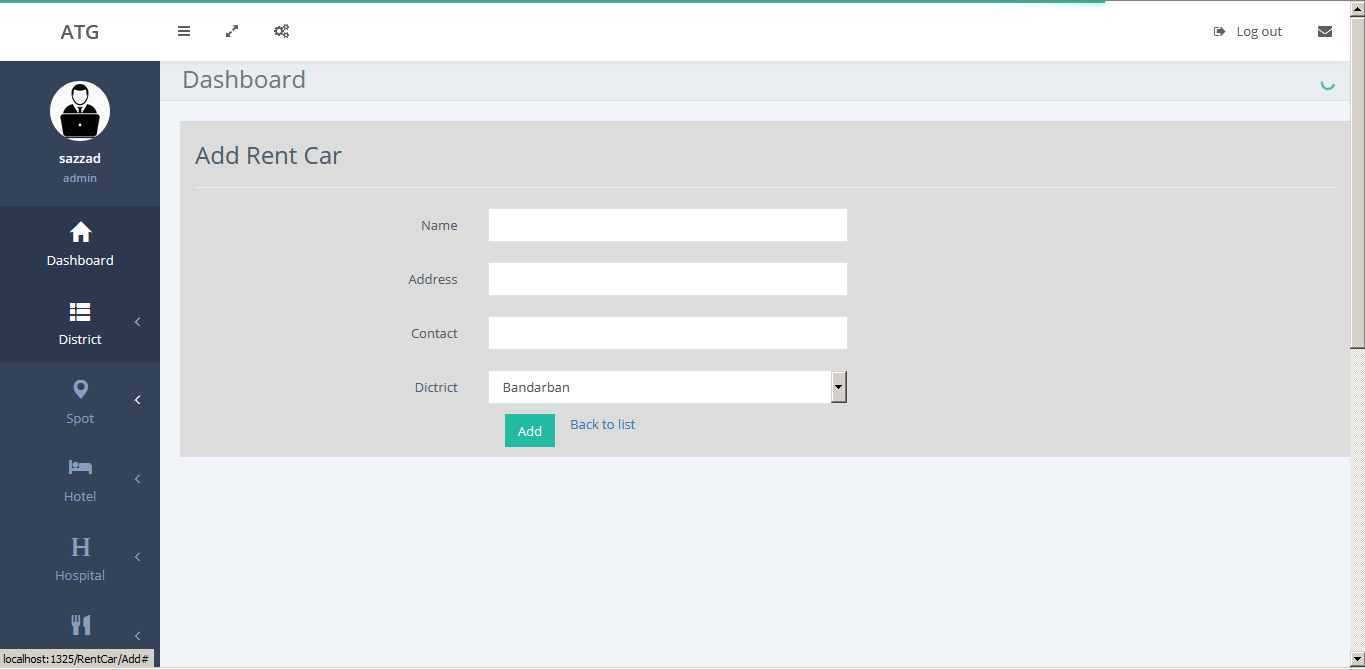 ATG
Log out
Dashboard
sazzad
admin
Add Rent Car
Name
Address
Contact
Dictrict
Bandarban
Add
Back to list
Dashboard
District
Spot
Hotel
H
Hospital
localhost:1325/RentCar/Add#